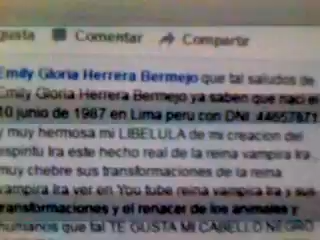 gusta Comentar Compartir
Emily Gloria Herrera Bermejo que tal saludos de
Emily Gloria Herrera Bermejo ya saben que naci el
10 junio de 1987 en Lima peru con DNI 44657871
y muy hermosa mi LIBELULA de mi creacion del
espiritu Ira este hecho real de la reina vampira Ira
muy chebre sus transformaciones de la reina
vampira Ira ver en You tube reina vampira Ira y sus
transformaciones y el renacer de los animales y
humanos que tal TE GUSTA MI CABELLO NEGRO